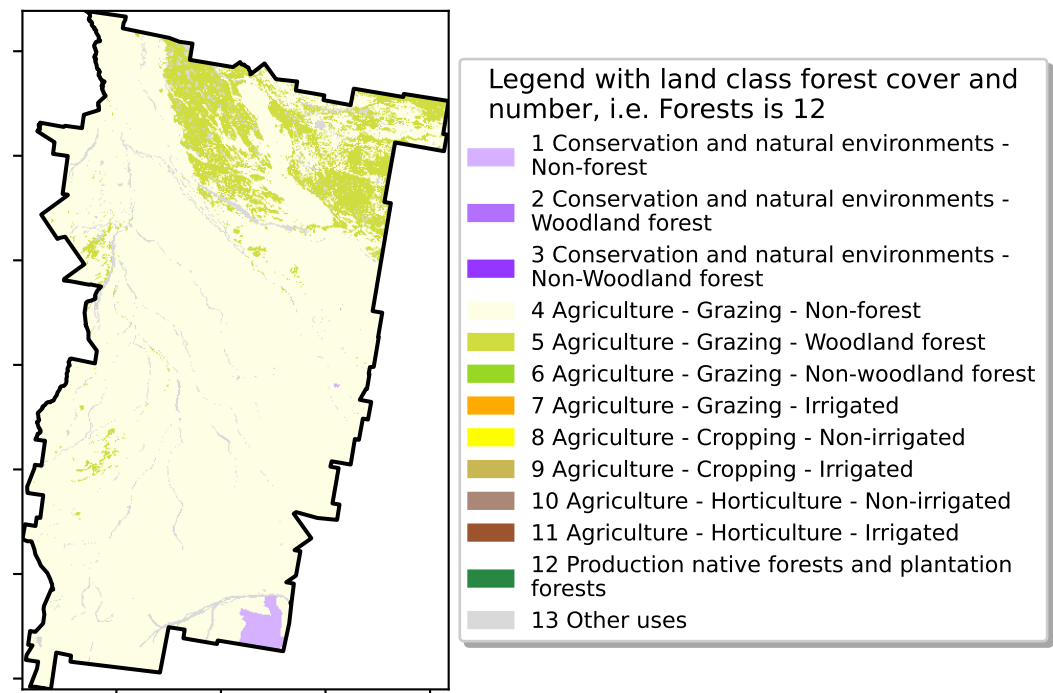 Legend with land class forest cover and
number, i.e. Forests is 12
1 Conservation and natural environments -
Non-forest
2 Conservation and natural environments -
Woodland forest
3 Conservation and natural environments -
Non-Woodland forest
4 Agriculture - Grazing - Non-forest
5 Agriculture - Grazing - Woodland forest
6 Agriculture - Grazing - Non-woodland forest
7 Agriculture - Grazing - Irrigated
8 Agriculture - Cropping - Non-irrigated
9 Agriculture - Cropping - Irrigated
10 Agriculture - Horticulture - Non-irrigated
11 Agriculture - Horticulture - Irrigated
12 Production native forests and plantation
forests
13 Other uses